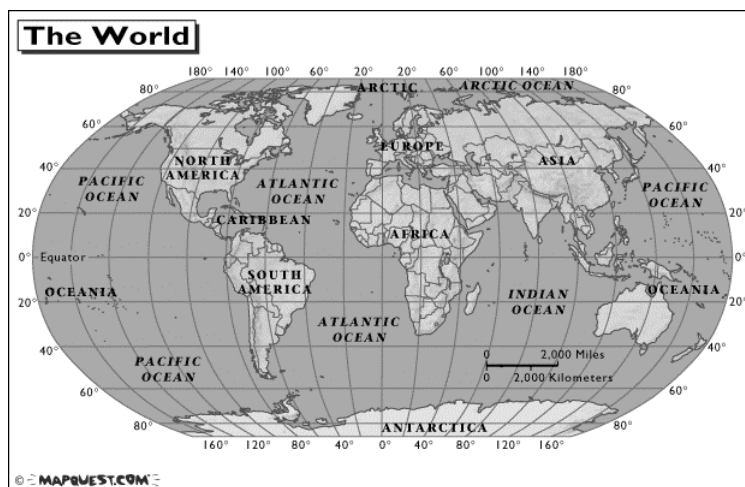 The World
180° 140° 100° 60° 20° 20° 60° 100° 140° 180°
ARCTIC
ARCTIC OCEAN
80° 80°
60° 60°
EUROPE
NORTH
AMERICA
ASIA
40° 40°
PACIFIC
OCEAN
ATLANTIC
OCEAN
PACIFIC
OCEAN
20° 20°
CARIBBEAN
AFRICA
Equator
0° 0°
SOUTH
AMERICA
OCEANIA
OCEANIA
INDIAN
OCEAN
20° 20°
ATLANTIC
OCEAN
40° 40°
PACIFIC
OCEAN
0 2,000 Miles
0 2,000 Kilometers
60° 60°
80° 80°
ANTARCTICA
160° 120° 80° 40° 0° 40° 80° 120° 160°
© MAPQUEST.COM